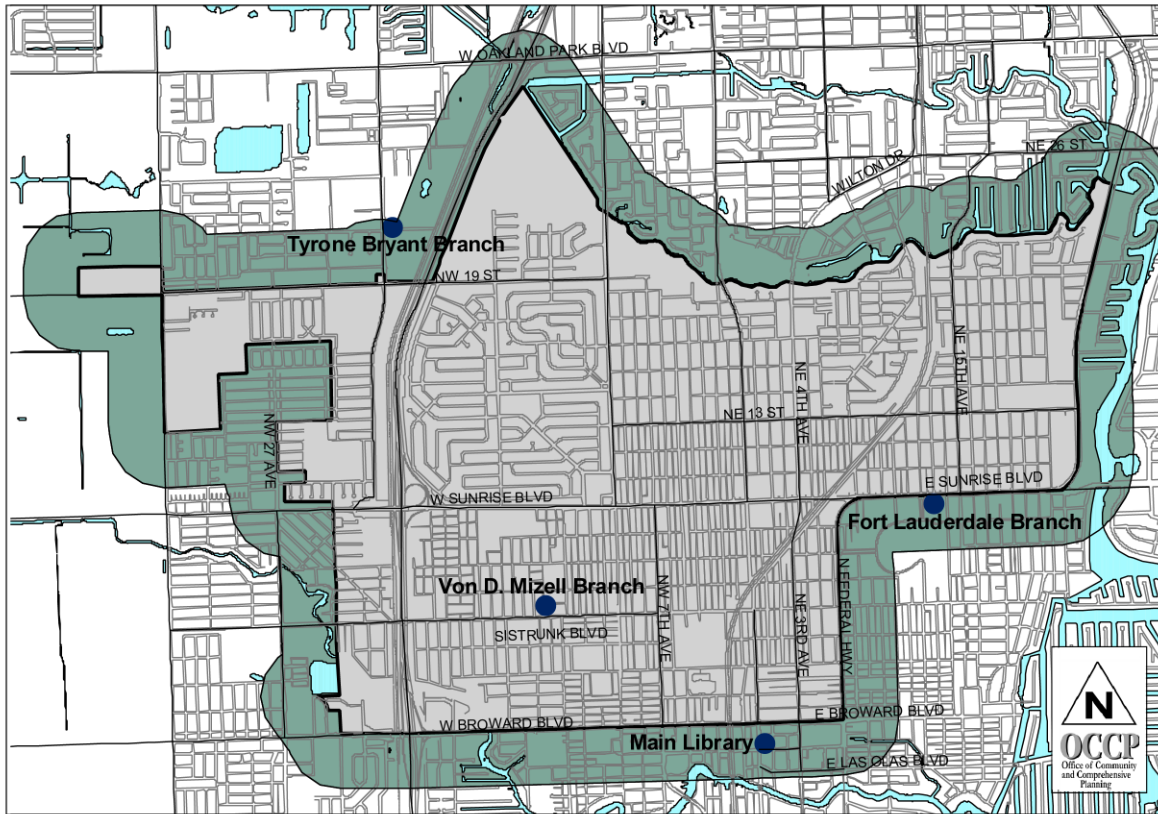 W OAKLAND PARK BLVD
NE 26 ST
WILTON DR
Tyrone Bryant Branch
NW 19 ST
NE 15TH AVE
NE 4TH AVE
NE 13 ST
NW 27 AVE
E SUNRISE BLVD
W SUNRISE BLVD
Fort Lauderdale Branch
Von D. Mizell Branch
N FEDERAL HWY
NW 7TH AVE
NE 3RD AVE
SISTRUNK BLVD
E BROWARD BLVD
W BROWARD BLVD
Main Library
E LAS OLAS BLVD
N
OCCP
Office of Community
and Comprehensive
Planning